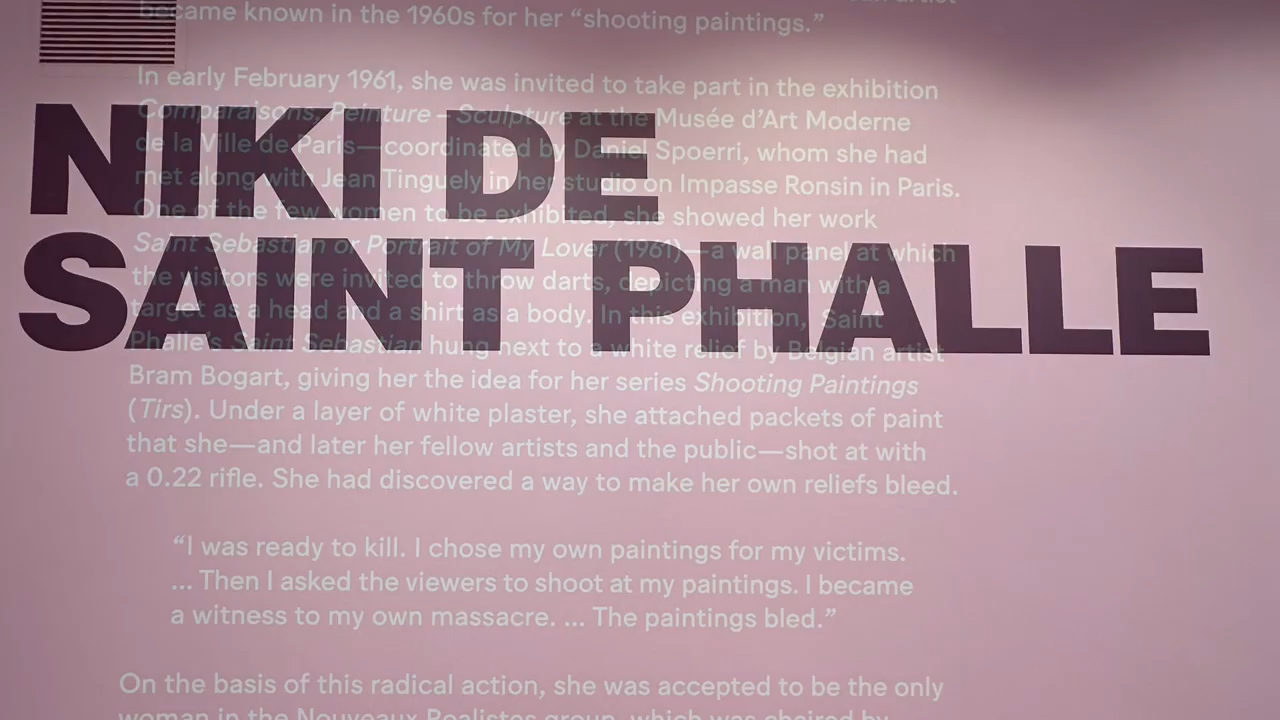 became known in the 1960s for her “shooting paintings.”
In early February 1961, she was invited to take part in the exhibition
Comparaisons, Peinture – Sculpture at the Musée d’Art Moderne
de la Ville de Paris—coordinated by Daniel Spoerri, whom she had
met along with Jean Tinguely in her studio on Impasse Ronsin in Paris.
One of the few women to be exhibited, she showed her work
Saint Sebastian or Portrait of My Lover (1961)—a wall panel at which
the visitors were invited to throw darts, depicting a man with a
target as a head and a shirt as a body. In this exhibition, Saint
Phalle’s Saint Sebastian hung next to a white relief by Belgian artist
Bram Bogart, giving her the idea for her series Shooting Paintings
(Tirs). Under a layer of white plaster, she attached packets of paint
that she—and later her fellow artists and the public—shot at with
a 0.22 rifle. She had discovered a way to make her own reliefs bleed.
“I was ready to kill. I chose my own paintings for my victims.
... Then I asked the viewers to shoot at my paintings. I became
a witness to my own massacre. ... The paintings bled.”
On the basis of this radical action, she was accepted to be the only
woman in the Nouveaux Réalistes group, which was chaired by
NIKI DE
SAINT PHALLE